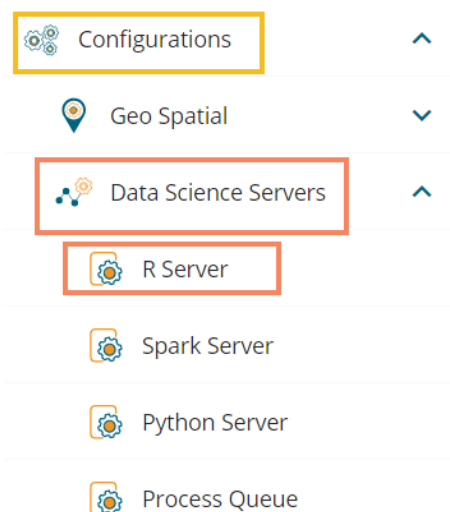 Configurations
Geo Spatial
Data Science Servers
R Server
Spark Server
Python Server
Process Queue